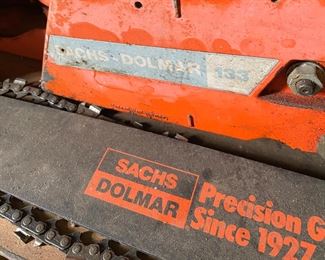 SACHS-DOLMAR 133
SACHS
DOLMAR
Precision G
Since 1927